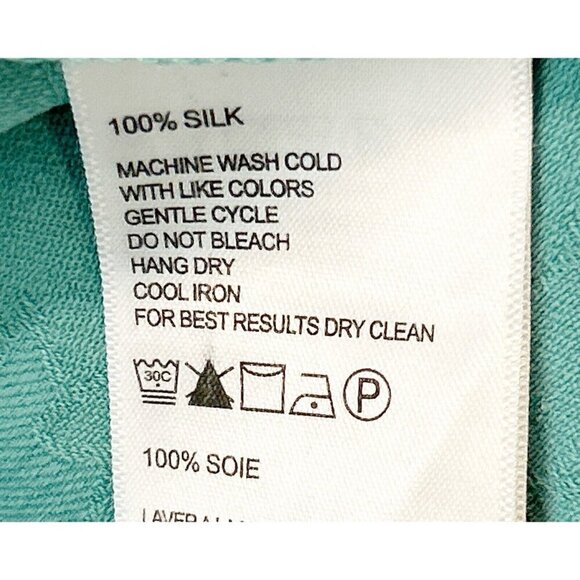 100% SILK
MACHINE WASH COLD
WITH LIKE COLORS
GENTLE CYCLE
DO NOT BLEACH
HANG DRY
COOL IRON
FOR BEST RESULTS DRY CLEAN
30C P
100% SOIE